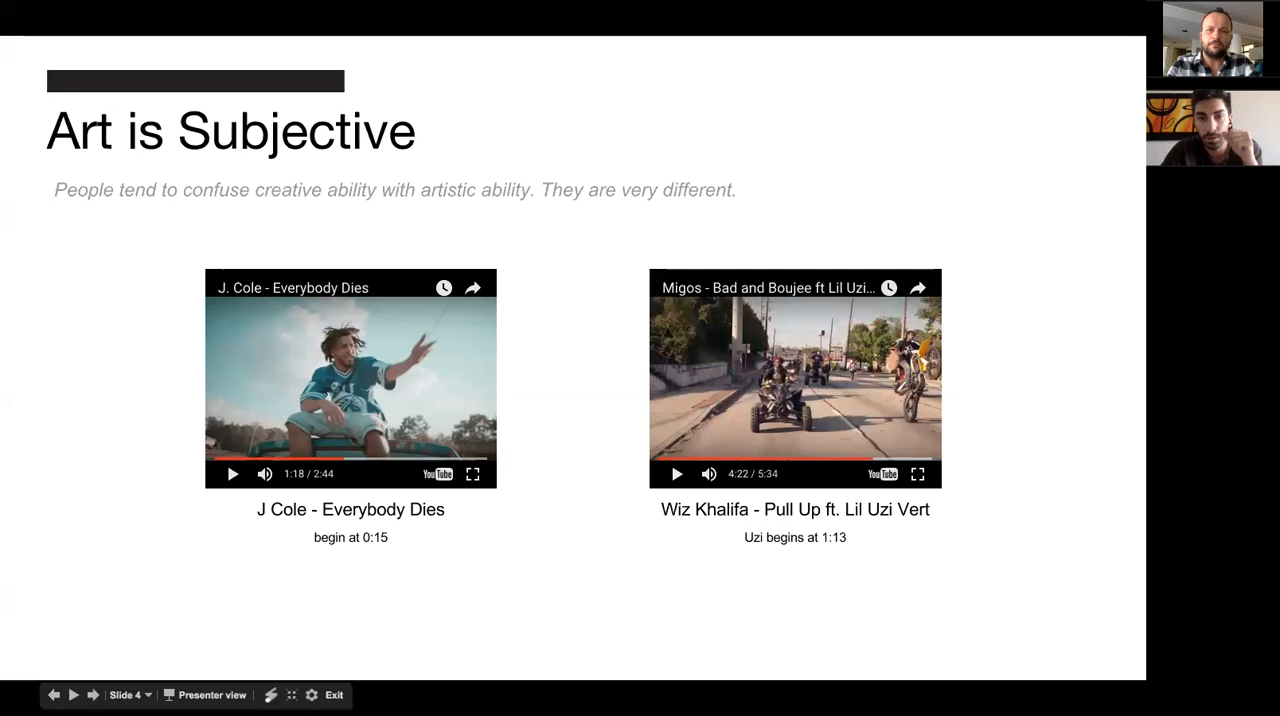 Art is Subjective
People tend to confuse creative ability with artistic ability. They are very different.
J. Cole - Everybody Dies
1:18 / 2:44
YouTube
J Cole - Everybody Dies
begin at 0:15
Migos - Bad and Boujee ft Lil Uzi...
4:22 / 5:34
YouTube
Wiz Khalifa - Pull Up ft. Lil Uzi Vert
Uzi begins at 1:13
Slide 4
Presenter view
Exit